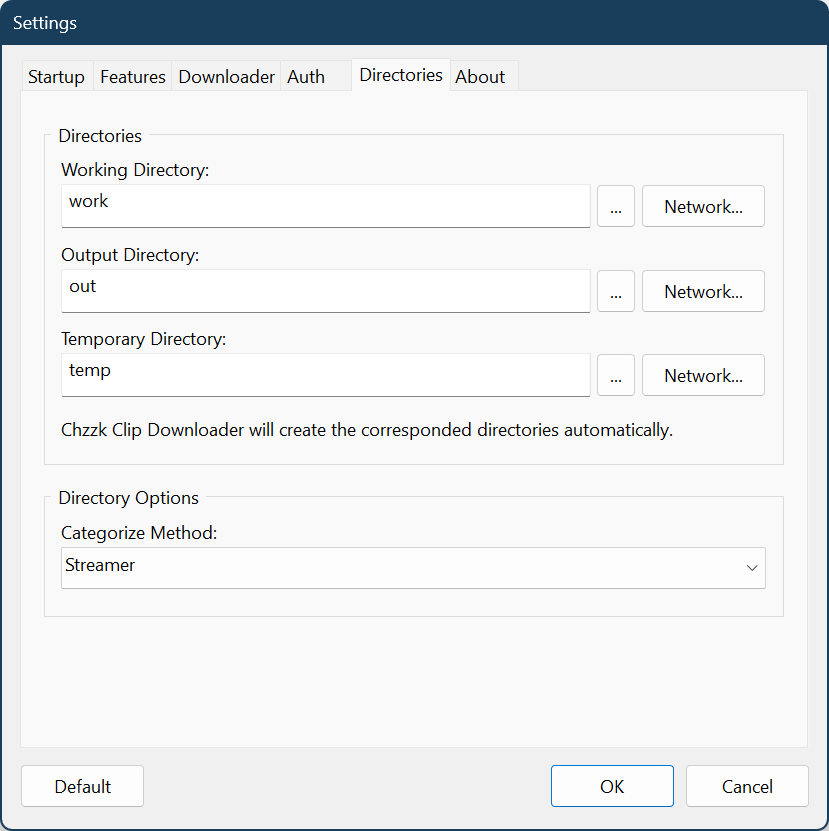 Settings
Startup Features Downloader Auth Directories About
Directories
Working Directory:
work ... Network...
Output Directory:
out ... Network...
Temporary Directory:
temp ... Network...
Chzzk Clip Downloader will create the corresponded directories automatically.
Directory Options
Categorize Method:
Streamer
Default OK Cancel